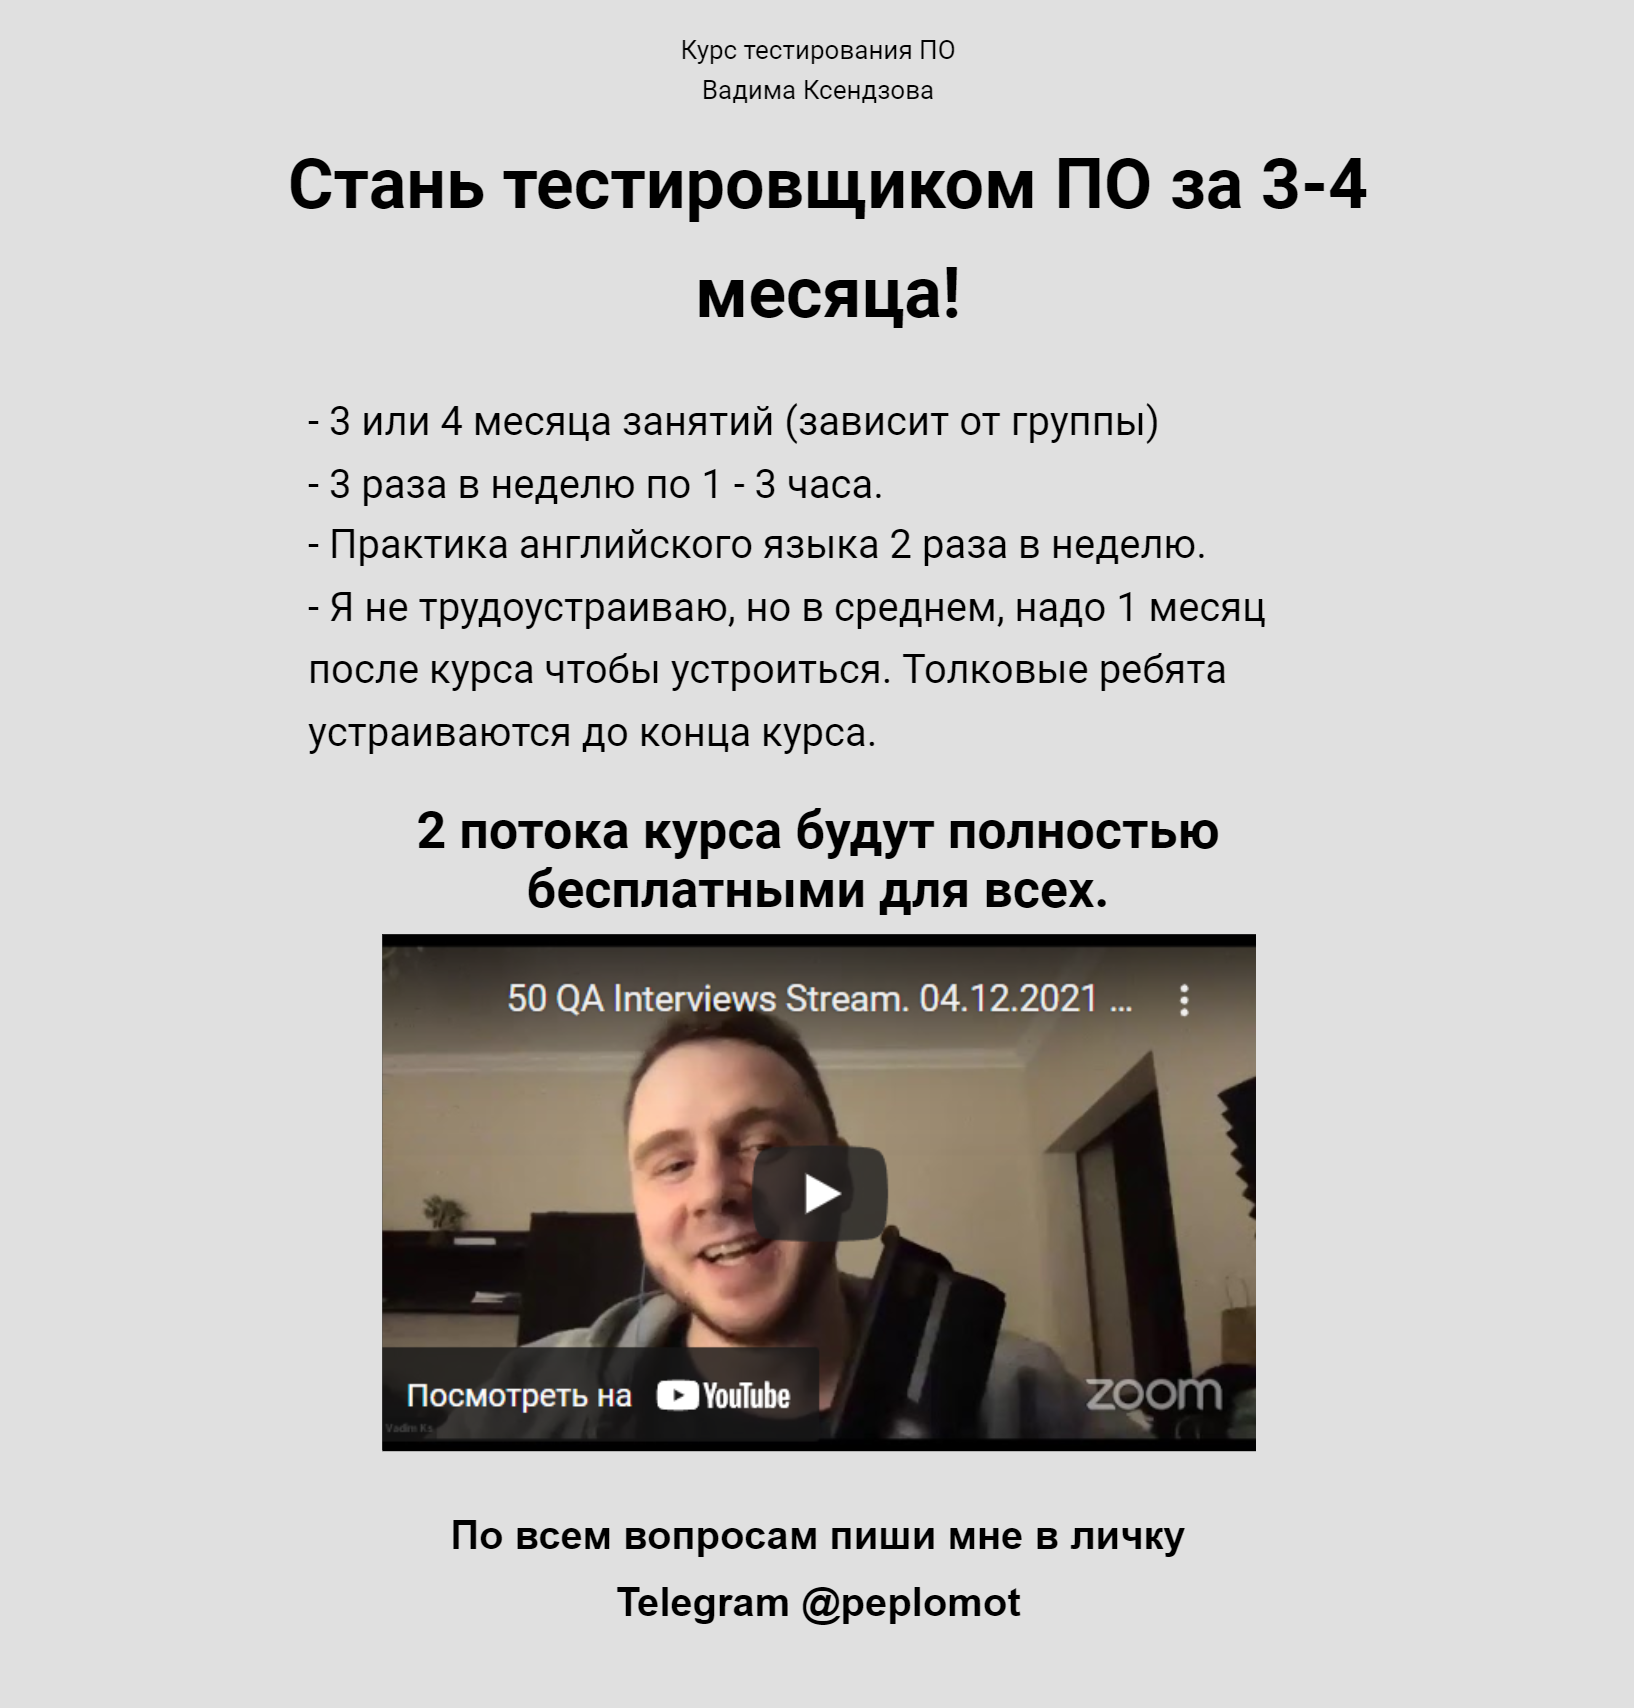 Курс тестирования ПО
Вадима Ксендзова
Стань тестировщиком ПО за 3-4
месяца!
- 3 или 4 месяца занятий (зависит от группы)
- 3 раза в неделю по 1 - 3 часа.
- Практика английского языка 2 раза в неделю.
- Я не трудоустраиваю, но в среднем, надо 1 месяц
после курса чтобы устроиться. Толковые ребята
устраиваются до конца курса.
2 потока курса будут полностью
бесплатными для всех.
50 QA Interviews Stream. 04.12.2021 ...
Посмотреть на YouTube
zoom
Vadim Ks
По всем вопросам пиши мне в личку
Telegram @peplomot